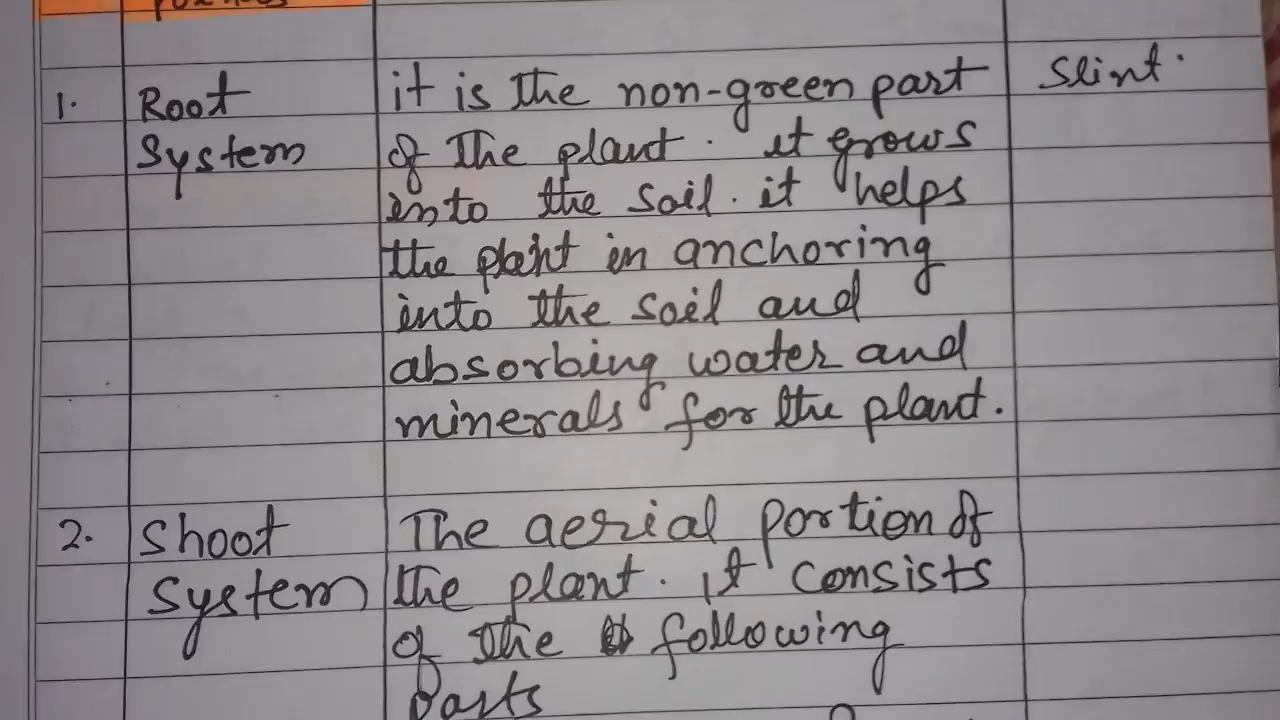 1. Root it is the non-green part Slint.
System of the plant. it grows
into the soil. it helps
the plant in anchoring
into the soil and
absorbing water and
minerals for the plant.
2. Shoot The aerial portion of
System the plant. it consists
of the following
parts